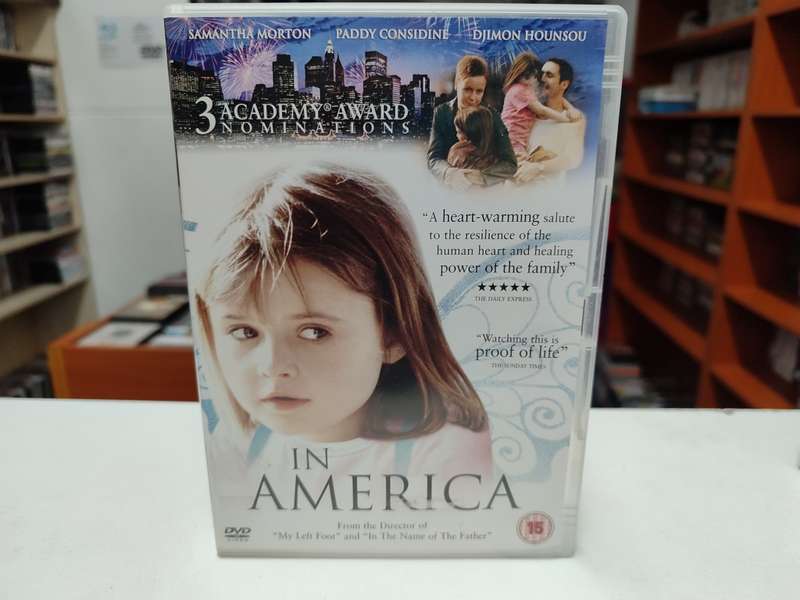 SAMANTHA MORTON PADDY CONSIDINE DJIMON HOUNSOU
3 ACADEMY® AWARD
NOMINATIONS
“A heart-warming salute
to the resilience of the
human heart and healing
power of the family”
★★★★★
THE DAILY EXPRESS
“Watching this is
proof of life”
THE SUNDAY TIMES
IN
AMERICA
From the Director of
"My Left Foot" and "In The Name of The Father"
DVD
VIDEO
15